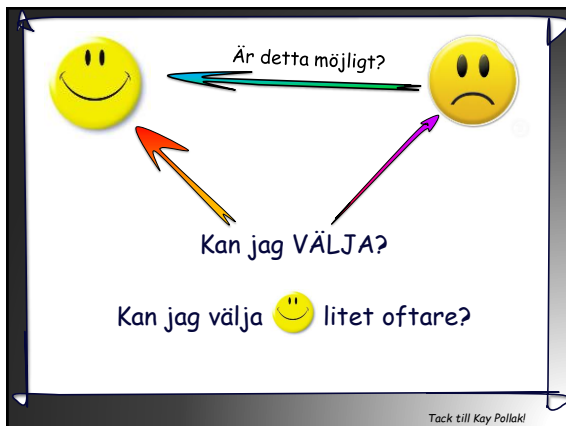 Är detta möjligt?
Kan jag VÄLJA?
Kan jag välja litet oftare?
Tack till Kay Pollak!